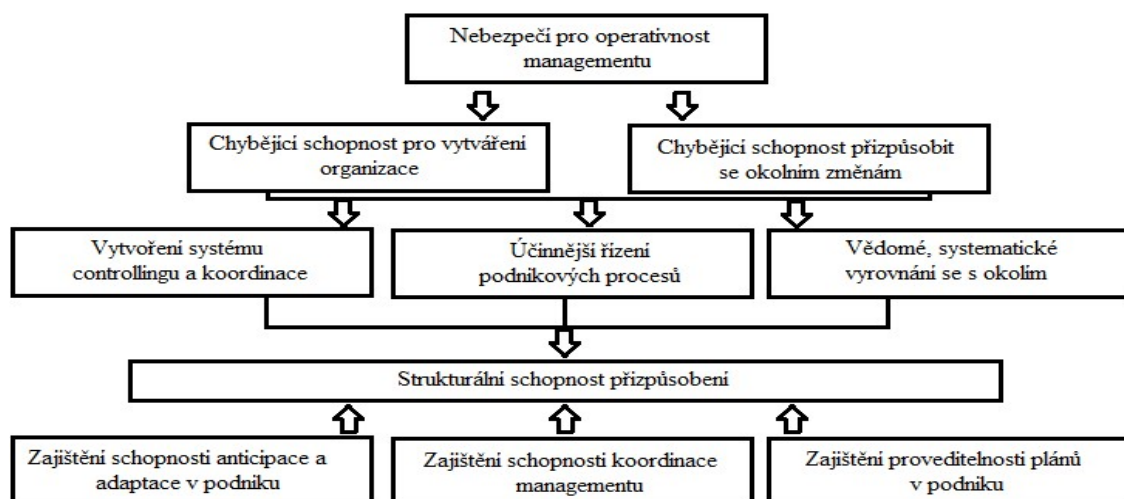 Nebezpečí pro operativnost
managementu
Chybějící schopnost pro vytváření
organizace
Chybějící schopnost přizpůsobit
se okolním změnám
Vytvoření systému
controllingu a koordinace
Účinnější řízení
podnikových procesů
Vědomé, systematické
vyrovnání se s okolím
Strukturální schopnost přizpůsobení
Zajištění schopnosti anticipace a
adaptace v podniku
Zajištění schopnosti koordinace
managementu
Zajištění proveditelnosti plánů
v podniku